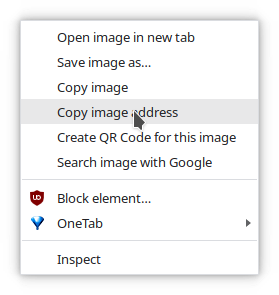 Open image in new tab
Save image as...
Copy image
Copy image address
Create QR Code for this image
Search image with Google
Block element...
OneTab
Inspect